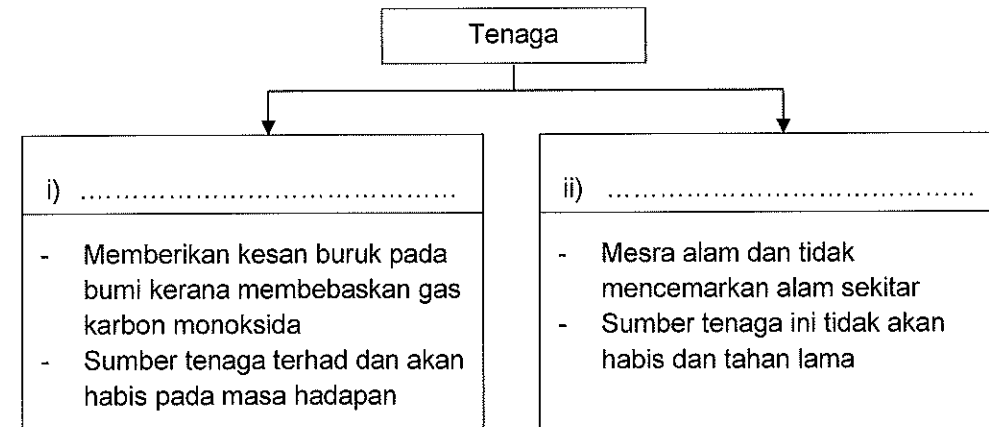 Tenaga
i) ...........................................
ii) ........................................
- Memberikan kesan buruk pada
bumi kerana membebaskan gas
karbon monoksida
- Sumber tenaga terhad dan akan
habis pada masa hadapan
- Mesra alam dan tidak
mencemarkan alam sekitar
- Sumber tenaga ini tidak akan
habis dan tahan lama